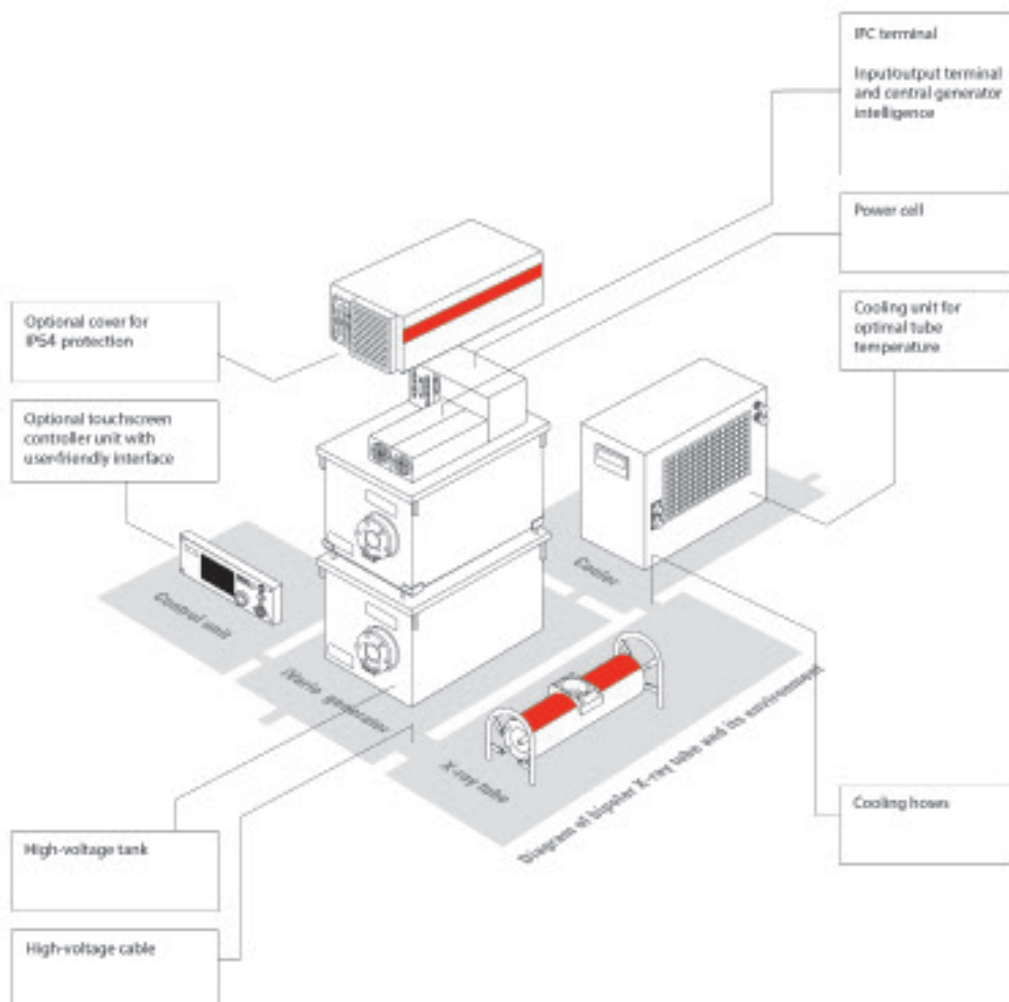 IFC terminal
Input/output terminal
and central generator
intelligence
Power cell
Optional cover for
IP54 protection
Cooling unit for
optimal tube
temperature
Optional touchscreen
controller unit with
user-friendly interface
Cooler
Control unit
iVario generator
X-ray tube
Diagram of bipolar X-ray tube and its environment
Cooling hoses
High-voltage tank
High-voltage cable